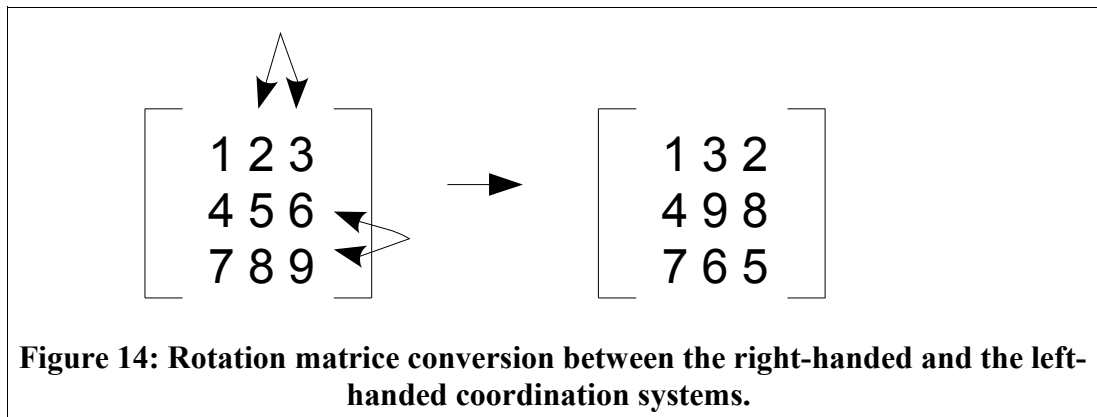 1 2 3
4 5 6
7 8 9
1 3 2
4 9 8
7 6 5
Figure 14: Rotation matrice conversion between the right-handed and the left-
handed coordination systems.